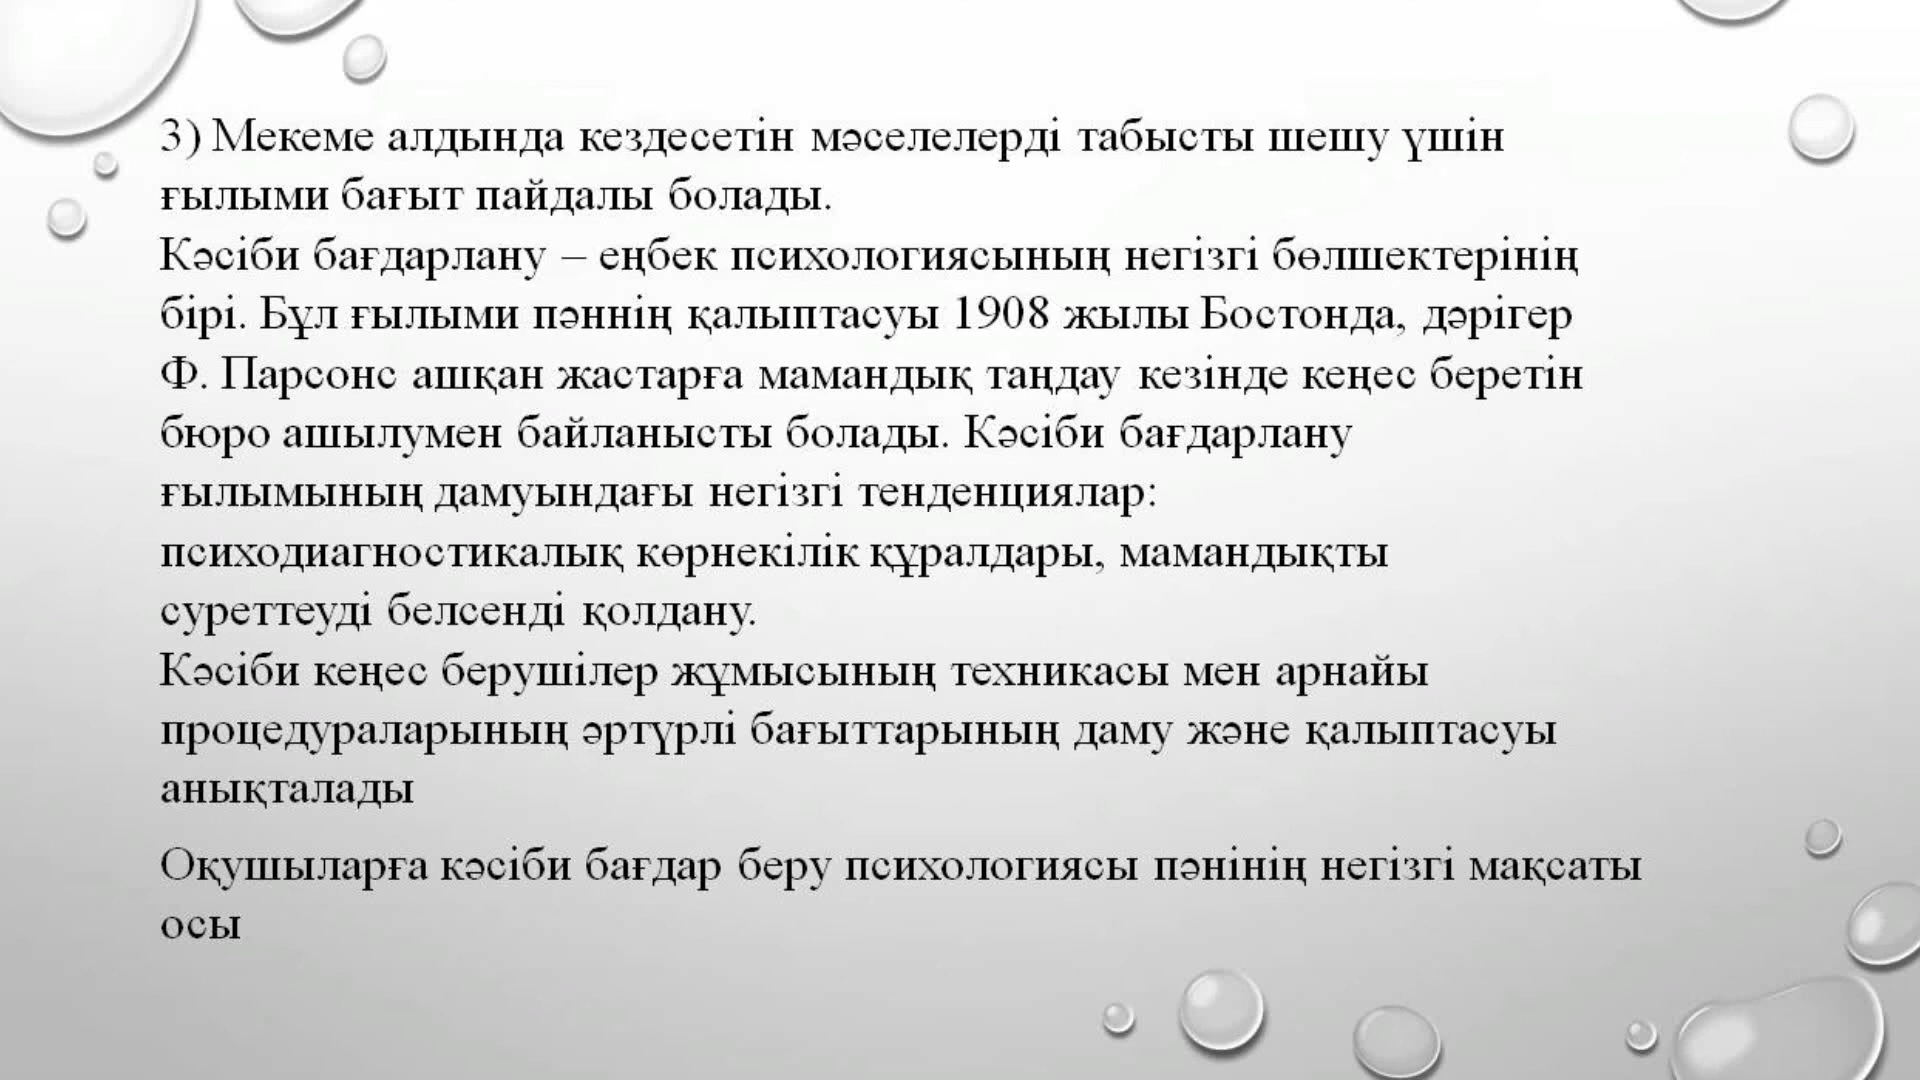 3) Мекеме алдында кездесетін мәселелерді табысты шешу үшін
ғылыми бағыт пайдалы болады.
Кәсіби бағдарлану – еңбек психологиясының негізгі бөлшектерінің
бірі. Бұл ғылыми пәннің қалыптасуы 1908 жылы Бостонда, дәрігер
Ф. Парсонс ашқан жастарға мамандық таңдау кезінде кеңес беретін
бюро ашылумен байланысты болады. Кәсіби бағдарлану
ғылымының дамуындағы негізгі тенденциялар:
психодиагностикалық көрнекілік құралдары, мамандықты
суреттеуді белсенді қолдану.
Кәсіби кеңес берушілер жұмысының техникасы мен арнайы
процедураларының әртүрлі бағыттарының даму және қалыптасуы
анықталады
Оқушыларға кәсіби бағдар беру психологиясы пәнінің негізгі мақсаты
осы